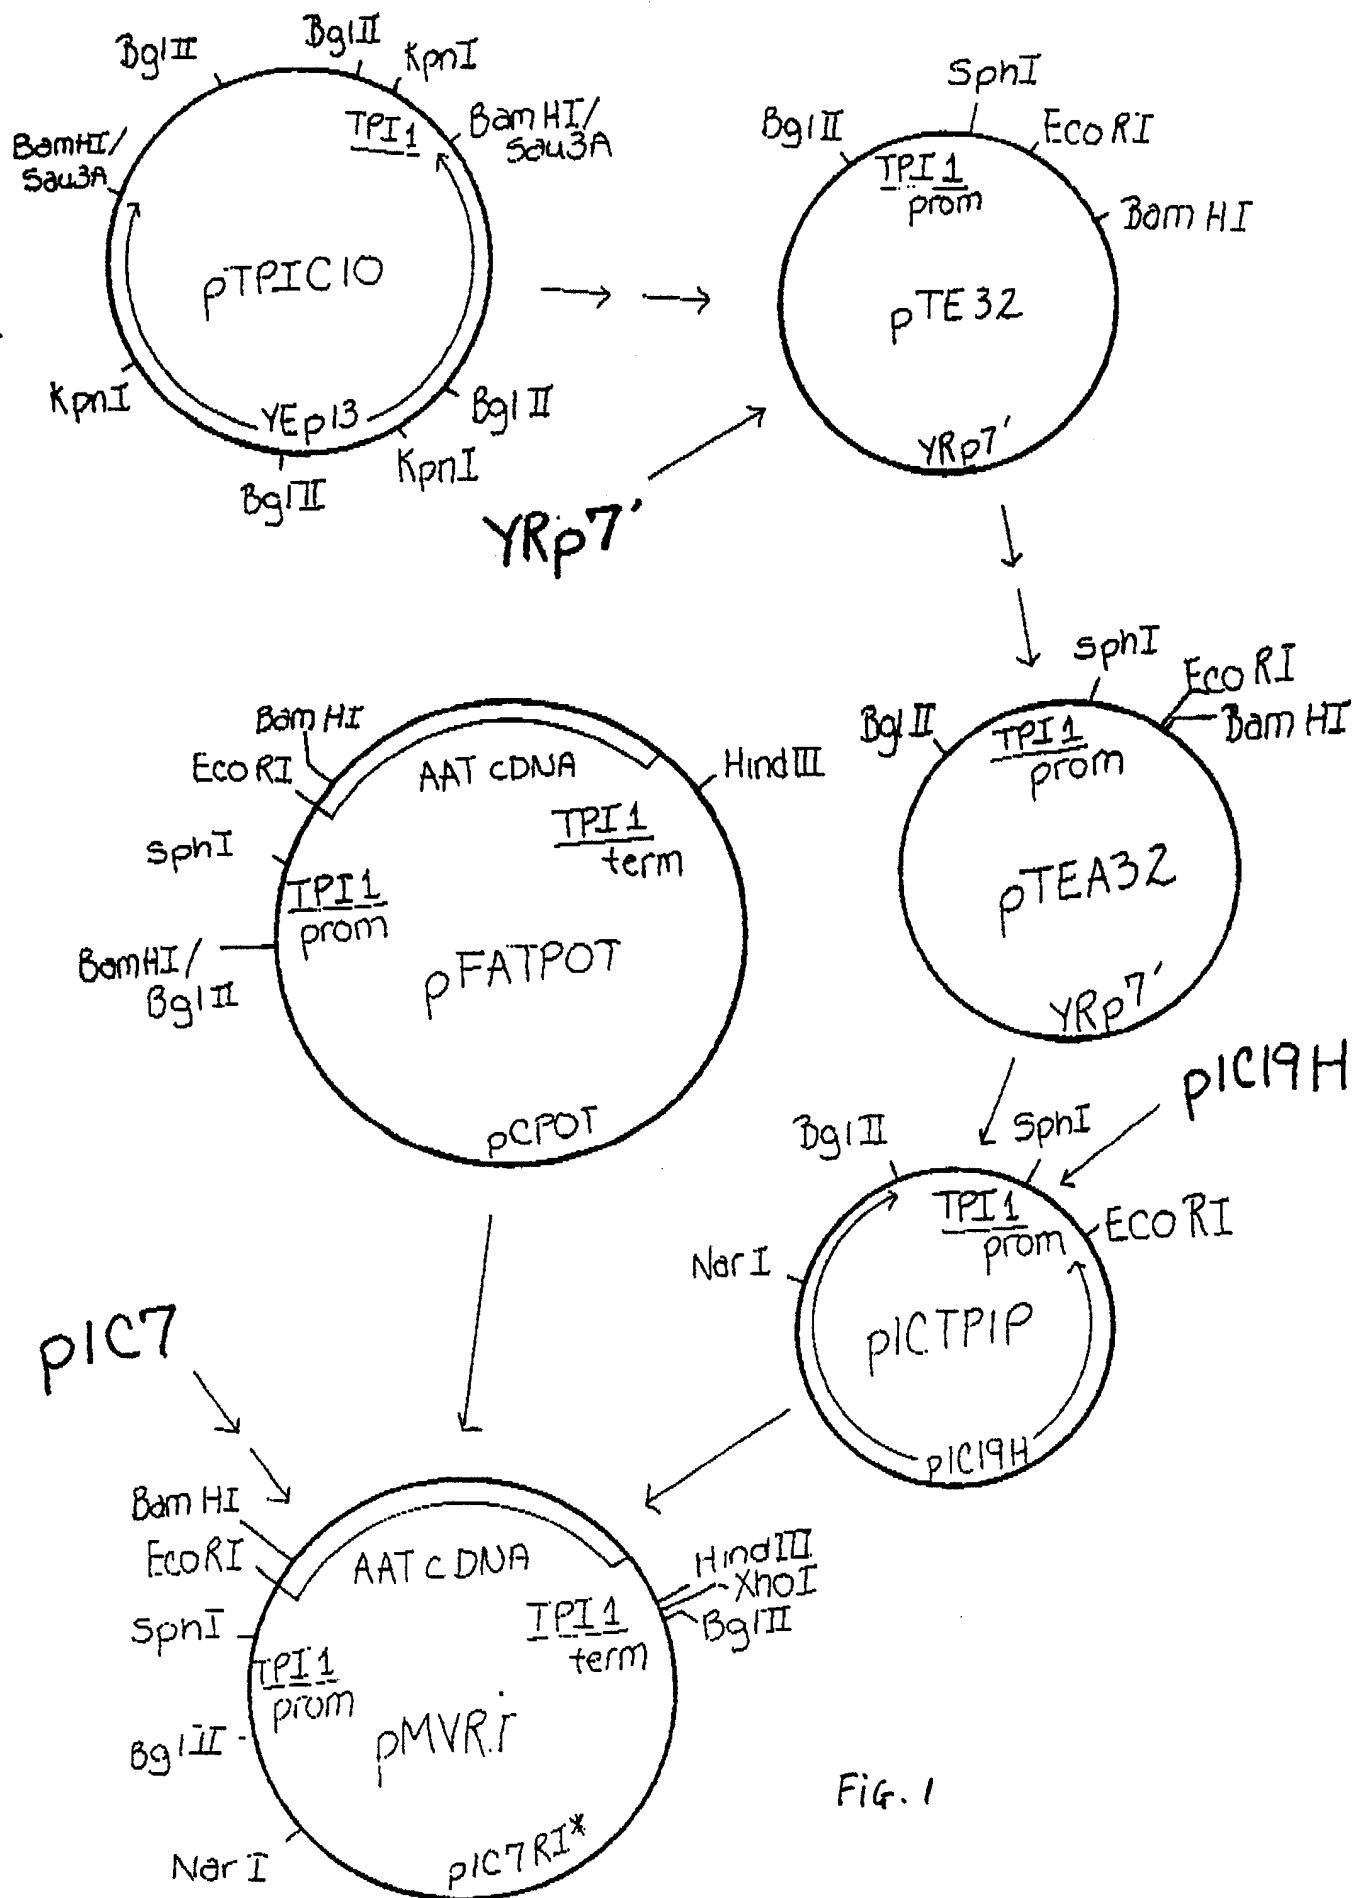 BglII
BglII
KpnI
BamHI/
Sau3A
TPI1
BamHI/
Sau3A
pTPIC10
KpnI
YEp13
BglII
KpnI
BglII
SphI
BglII
EcoRI
TPI1
prom
BamHI
pTE32
YRp7'
YRp7'
SphI
EcoRI
BglII
BamHI
TPI1
prom
pTEA32
YRp7'
BamHI
EcoRI
AAT cDNA
HindIII
SphI
TPI1
term
TPI1
prom
BamHI/
BglII
pFATPOT
pCPOT
pIC19H
BglII
SphI
TPI1
prom
EcoRI
NarI
pICTPIP
pIC19H
pIC7
BamHI
EcoRI
AAT cDNA
HindIII
XhoI
BglII
SphI
TPI1
term
TPI1
prom
BglII
pMVR1
NarI
pIC7RI*
FIG. 1